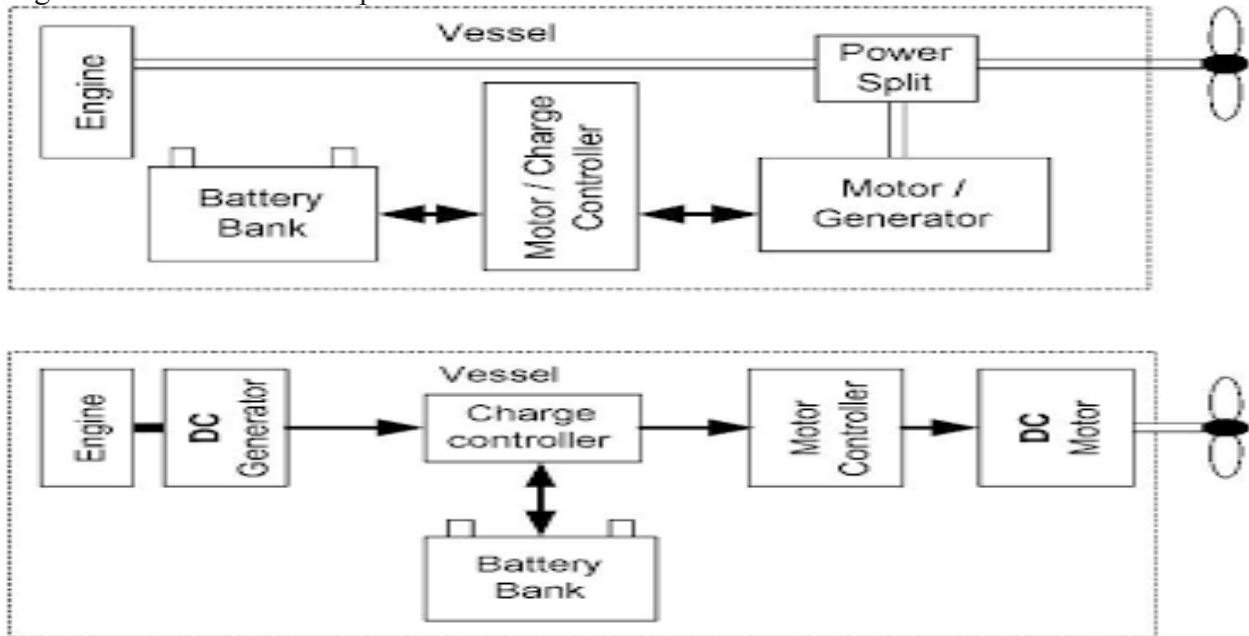 Vessel
Engine
Power
Split
Motor / Charge
Controller
Battery
Bank
Motor /
Generator
Vessel
Engine
DC
Generator
Charge
controller
Motor
Controller
DC
Motor
Battery
Bank